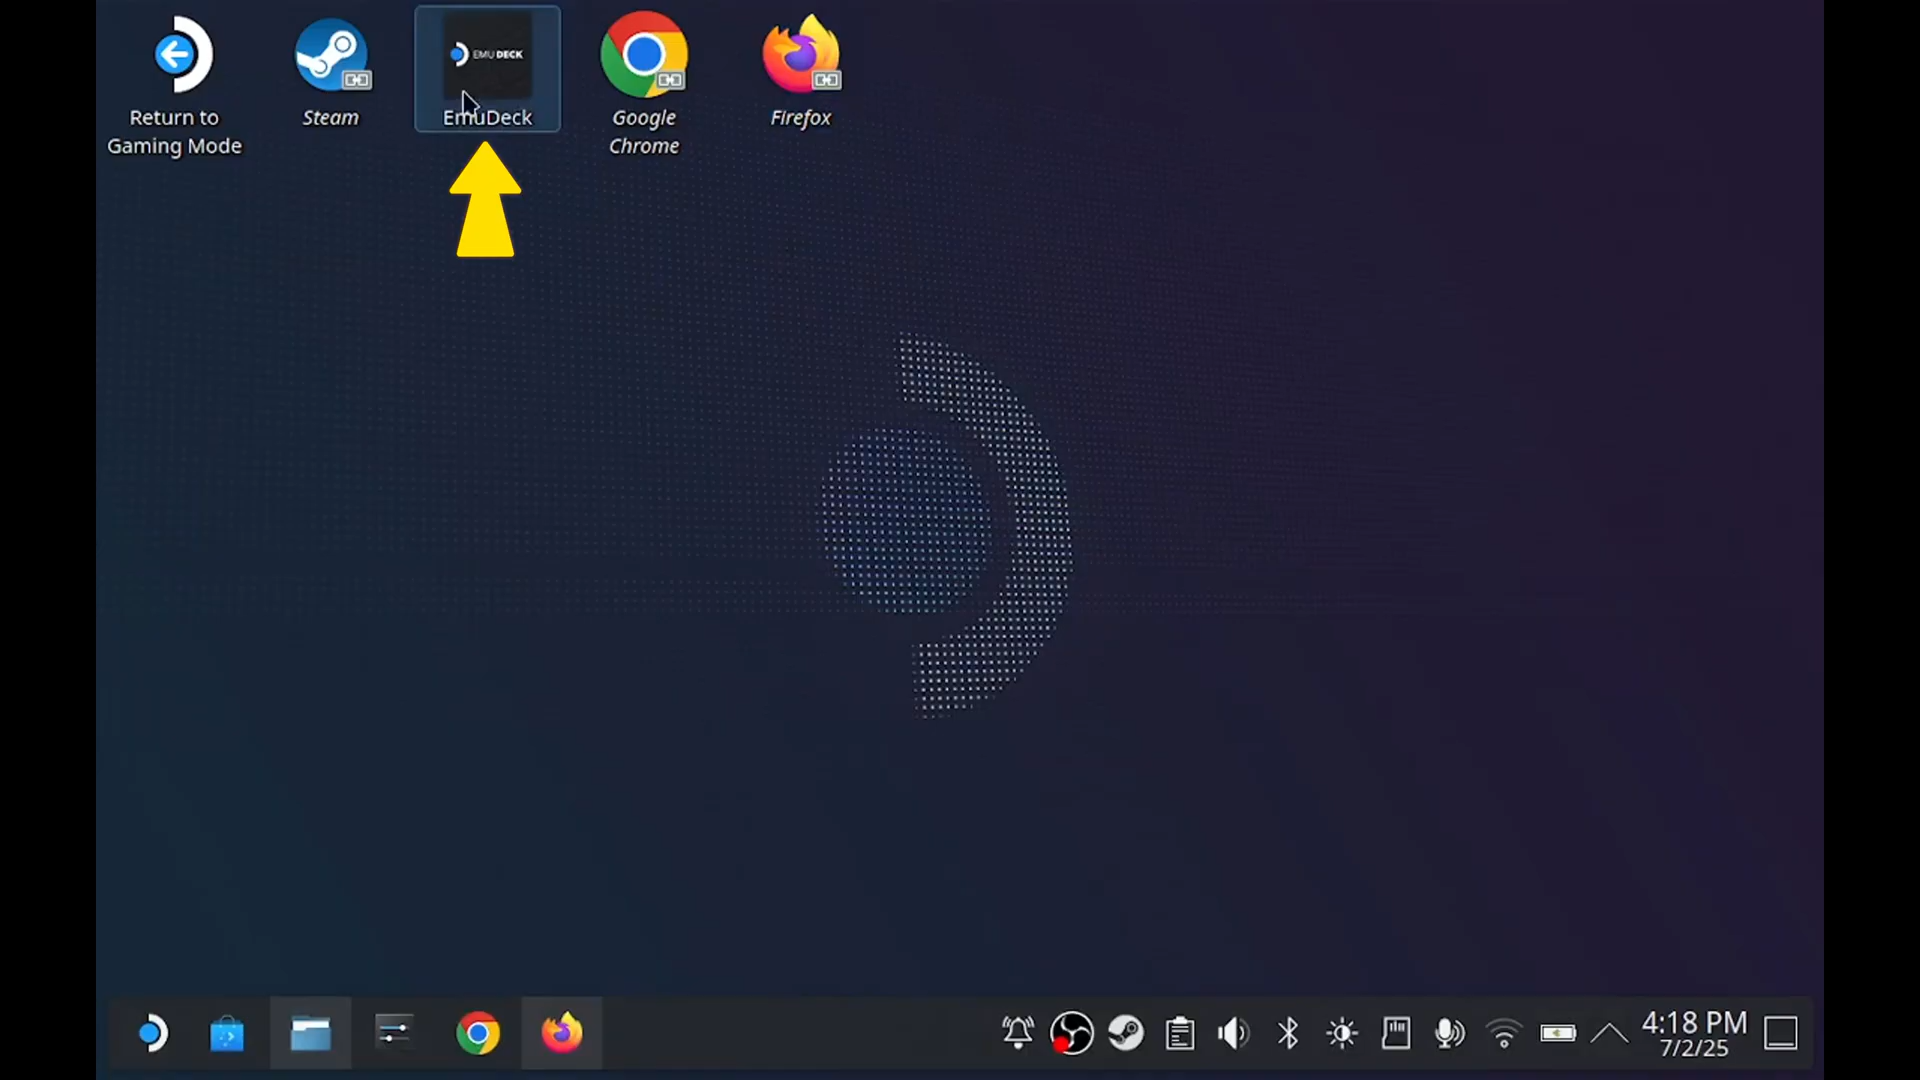 EMU DECK
Return to
Gaming Mode
Steam
EmuDeck
Google
Chrome
Firefox
4:18 PM
7/2/25